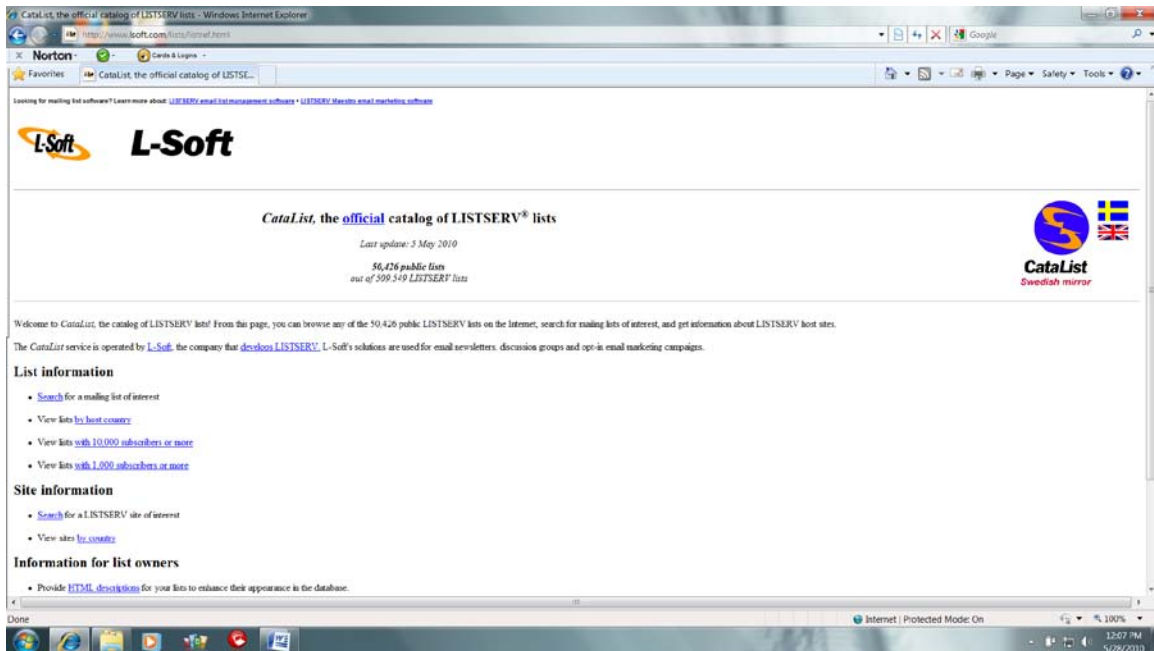 CataList, the official catalog of LISTSERV lists - Windows Internet Explorer
http://www.lsoft.com/lists/listref.html
Google
x Norton
Cards & Logins
Favorites
CataList, the official catalog of LISTSE...
Page
Safety
Tools
Looking for mailing list software? Learn more about: LISTSERV email list management software • LISTSERV Maestro email marketing software
L-Soft
L-Soft
CataList, the official catalog of LISTSERV® lists
Last update: 5 May 2010
50,426 public lists
out of 509,549 LISTSERV lists
CataList
Swedish mirror
Welcome to CataList, the catalog of LISTSERV lists! From this page, you can browse any of the 50,426 public LISTSERV lists on the Internet, search for mailing lists of interest, and get information about LISTSERV host sites.
The CataList service is operated by L-Soft, the company that develops LISTSERV. L-Soft's solutions are used for email newsletters, discussion groups and opt-in email marketing campaigns.
List information
• Search for a mailing list of interest
• View lists by host country
• View lists with 10,000 subscribers or more
• View lists with 1,000 subscribers or more
Site information
• Search for a LISTSERV site of interest
• View sites by country
Information for list owners
• Provide HTML descriptions for your lists to enhance their appearance in the database.
Done
Internet | Protected Mode: On
100%
12:07 PM
5/28/2010